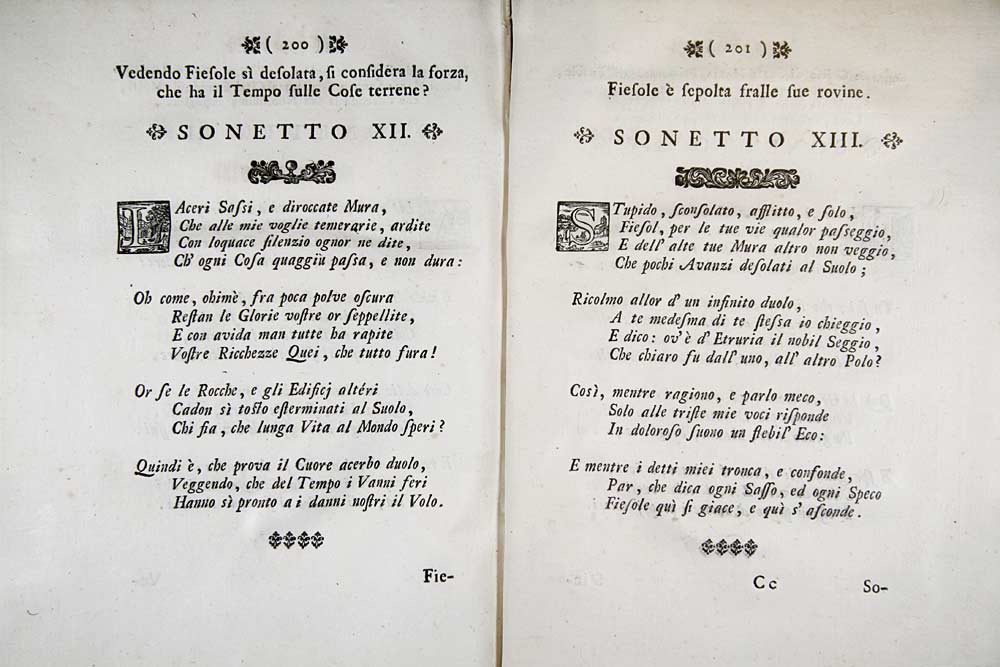 ( 200 )
Vedendo Fieſole sì deſolata, ſi conſidera la forza,
che ha il Tempo ſulle Coſe terrene?
SONETTO XII.
LAceri Saſsi, e diroccate Mura,
Che alle mie voglie temerarie, ardite
Con loquace ſilenzio ognor ne dite,
Ch' ogni Coſa quaggiù paſsa, e non dura:
Oh come, ohimè, fra poca polve oſcura
Reſtan le Glorie voſtre or ſeppellite,
E con avida man tutte ha rapite
Voſtre Ricchezze Quei, che tutto fura!
Or ſe le Rocche, e gli Edificj altéri
Cadon sì toſto eſterminati al Suolo,
Chi fia, che lunga Vita al Mondo ſperi?
Quindi è, che prova il Cuore acerbo duolo,
Veggendo, che del Tempo i Vanni feri
Hanno sì pronto a i danni noſtri il Volo.
Fie-
( 201 )
Fieſole è ſepolta fralle ſue rovine.
SONETTO XIII.
STupido, ſconſolato, afflitto, e ſolo,
Fieſol, per le tue vie qualor paſseggio,
E dell' alte tue Mura altro non veggio,
Che pochi Avanzi deſolati al Suolo;
Ricolmo allor d' un infinito duolo,
A te medeſma di te ſteſsa io chieggio,
E dico: ov' è d' Etruria il nobil Seggio,
Che chiaro fu dall' uno, all' altro Polo?
Così, mentre ragiono, e parlo meco,
Solo alle triſte mie voci riſponde
In doloroſo ſuono un flebil' Eco:
E mentre i detti miei tronca, e confonde,
Par, che dica ogni Saſſo, ed ogni Speco
Fieſole quì ſi giace, e quì s' aſconde.
Cc
So-